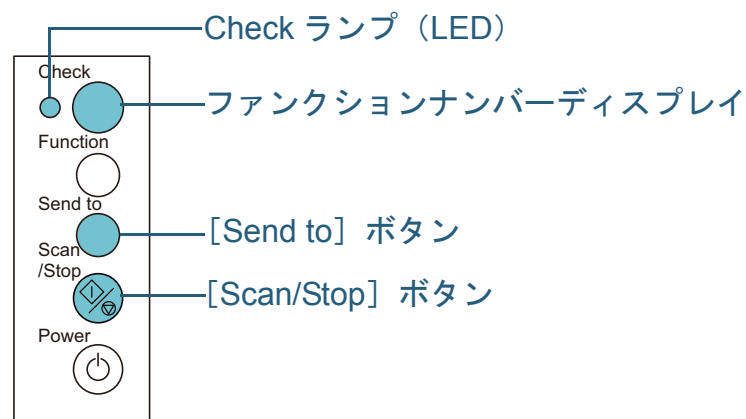 Check ランプ（LED）
Check
ファンクションナンバーディスプレイ
Function
Send to
［Send to］ボタン
Scan
/Stop
［Scan/Stop］ボタン
Power